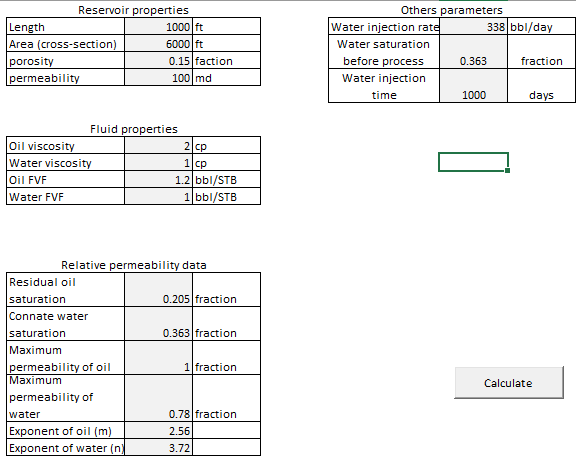 Reservoir properties
Length 1000 ft
Area (cross-section) 6000 ft
porosity 0.15 faction
permeability 100 md
Others parameters
Water injection rate 338 bbl/day
Water saturation
before process 0.363 fraction
Water injection
time 1000 days
Fluid properties
Oil viscosity 2 cp
Water viscosity 1 cp
Oil FVF 1.2 bbl/STB
Water FVF 1 bbl/STB
Relative permeability data
Residual oil
saturation 0.205 fraction
Connate water
saturation 0.363 fraction
Maximum
permeability of oil 1 fraction
Maximum
permeability of
water 0.78 fraction
Exponent of oil (m) 2.56
Exponent of water (n) 3.72
Calculate